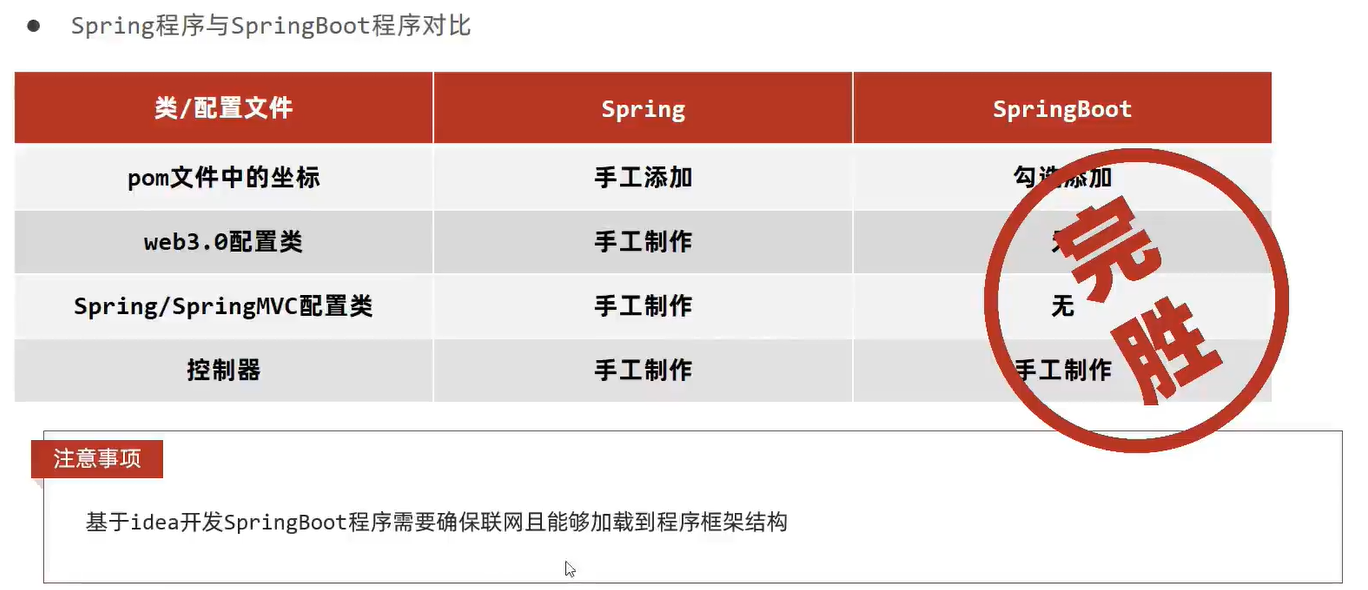 Spring程序与SpringBoot程序对比
类/配置文件 Spring SpringBoot
pom文件中的坐标 手工添加 勾选添加
web3.0配置类 手工制作
Spring/SpringMVC配置类 手工制作 无
控制器 手工制作 手工制作
完
胜
注意事项
基于idea开发SpringBoot程序需要确保联网且能够加载到程序框架结构